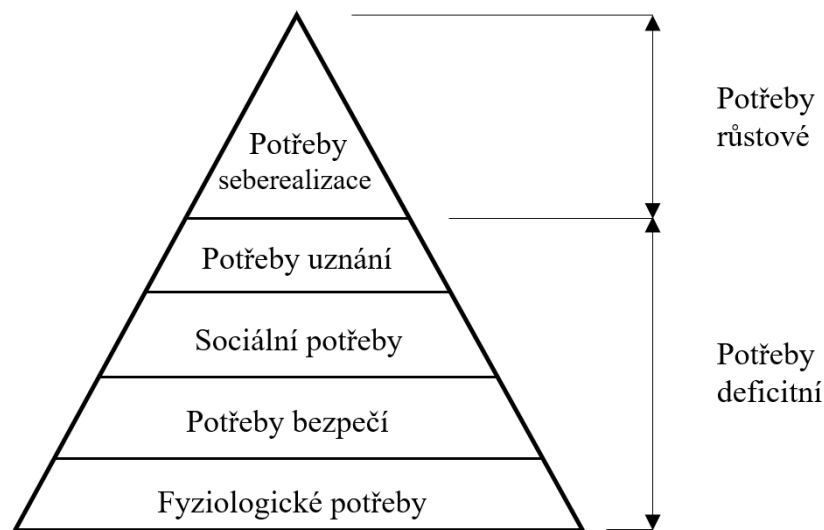 Potřeby
seberealizace
Potřeby uznání
Sociální potřeby
Potřeby bezpečí
Fyziologické potřeby
Potřeby
růstové
Potřeby
deficitní